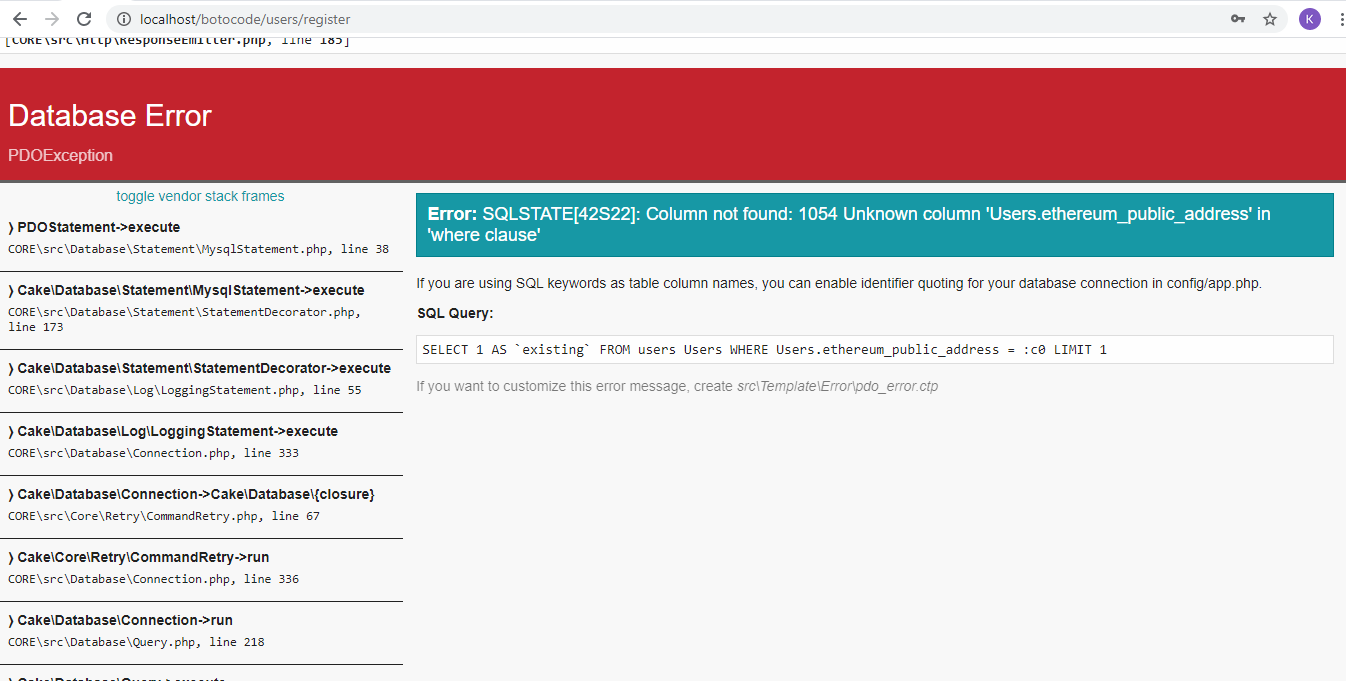 localhost/botocode/users/register
K
[CORE\src\Http\ResponseEmitter.php, line 185]
Database Error
PDOException
toggle vendor stack frames
⟩ PDOStatement->execute
CORE\src\Database\Statement\MysqlStatement.php, line 38
⟩ Cake\Database\Statement\MysqlStatement->execute
CORE\src\Database\Statement\StatementDecorator.php,
line 173
⟩ Cake\Database\Statement\StatementDecorator->execute
CORE\src\Database\Log\LoggingStatement.php, line 55
⟩ Cake\Database\Log\LoggingStatement->execute
CORE\src\Database\Connection.php, line 333
⟩ Cake\Database\Connection->Cake\Database\{closure}
CORE\src\Core\Retry\CommandRetry.php, line 67
⟩ Cake\Core\Retry\CommandRetry->run
CORE\src\Database\Connection.php, line 336
⟩ Cake\Database\Connection->run
CORE\src\Database\Query.php, line 218
⟩ Cake\Database\Query->execute
Error: SQLSTATE[42S22]: Column not found: 1054 Unknown column 'Users.ethereum_public_address' in
'where clause'
If you are using SQL keywords as table column names, you can enable identifier quoting for your database connection in config/app.php.
SQL Query:
SELECT 1 AS `existing` FROM users Users WHERE Users.ethereum_public_address = :c0 LIMIT 1
If you want to customize this error message, create src\Template\Error\pdo_error.ctp